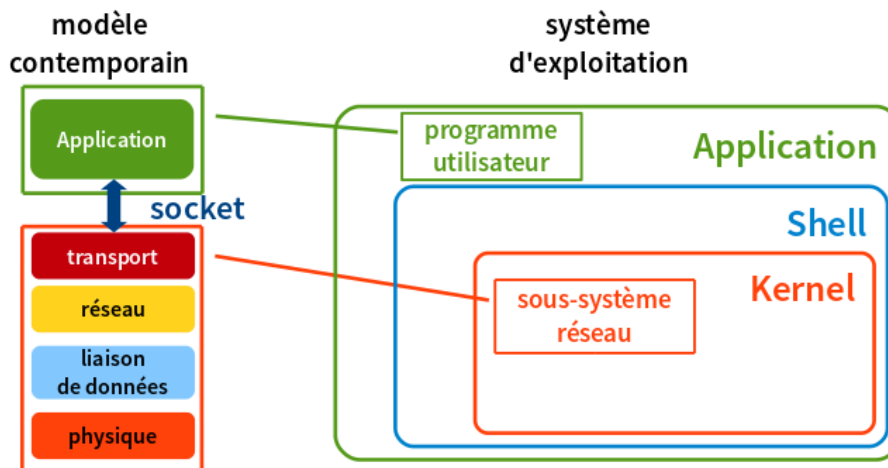 modèle
contemporain
système
d'exploitation
Application
socket
transport
réseau
liaison
de données
physique
programme
utilisateur
Application
Shell
Kernel
sous-système
réseau